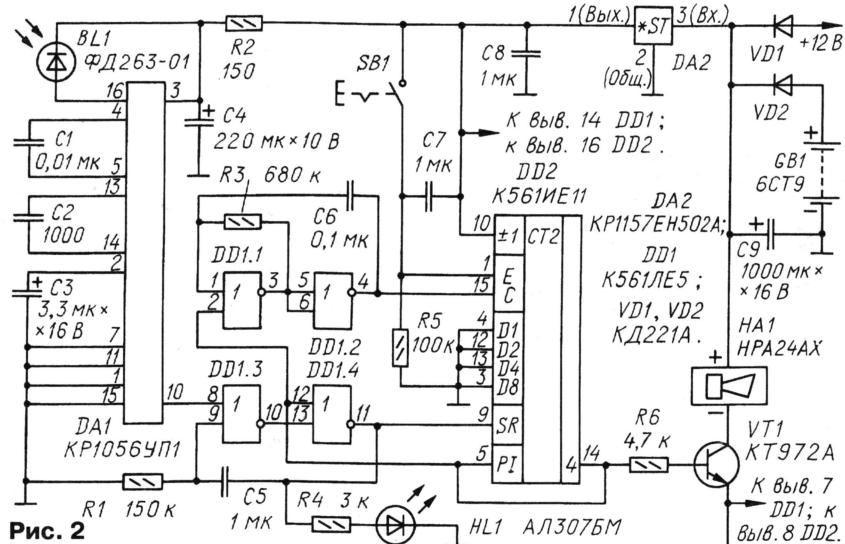 BL1
ФД263-01
R2
150
1(Вых.)
*ST
3(Вх.)
2
(Общ.)
DA2
VD1
+12В
VD2
GB1
6СТ9
+
−
SB1
C8
1 мк
C7
1 мк
К выв. 14 DD1;
к выв. 16 DD2.
16
3
4
5
13
14
2
7
11
1
15
10
C1
0,01 мк
C2
1000
+
C3
3,3 мк×
×16 В
+
C4
220 мк×10 В
R3 680 к
C6
0,1 мк
DD1.1
1
2
1
3
5
6
1
4
DD1.2
DD1.3
DD1.4
8
9
1
10
12
13
1
11
DA1
КР1056УП1
R5
100к
DD2
К561ИЕ11
10
1
15
4
12
13
3
9
5
±1
E
C
D1
D2
D4
D8
SR
PI
CT2
4
14
DA2
КР1157ЕН502А;
DD1
К561ЛЕ5;
VD1, VD2
КД221А.
+
C9
1000 мк×
×16 В
HA1
HPA24AX
+
−
R6
4,7 к
VT1
КТ972А
К выв. 7
DD1; к
выв. 8 DD2.
R1 150 к
C5
1 мк
R4 3 к
HL1 АЛ307БМ
Рис. 2